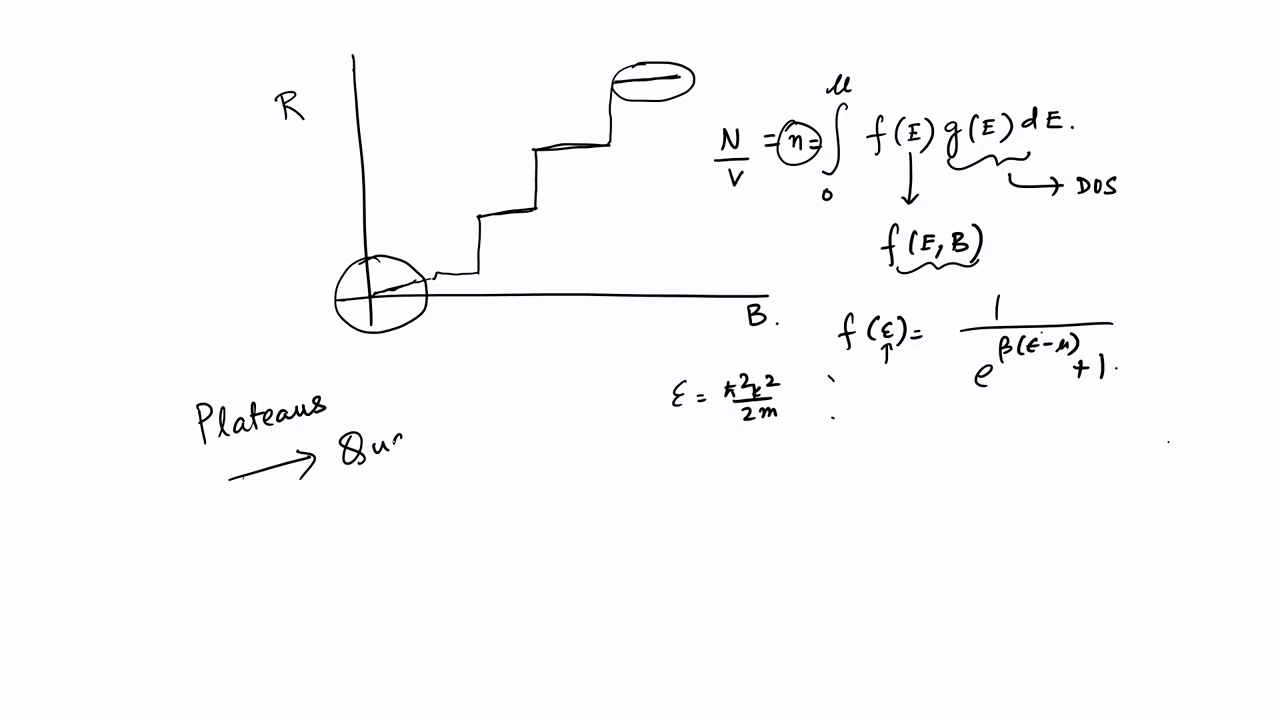 R
B.
N/V = n = ∫₀^μ f(E) g(E) dE.
→ DOS
f(E, B)
f(ε) = 1/(e^{β(ε-μ)} + 1).
ε = ħ²k²/2m
Plateaus
→